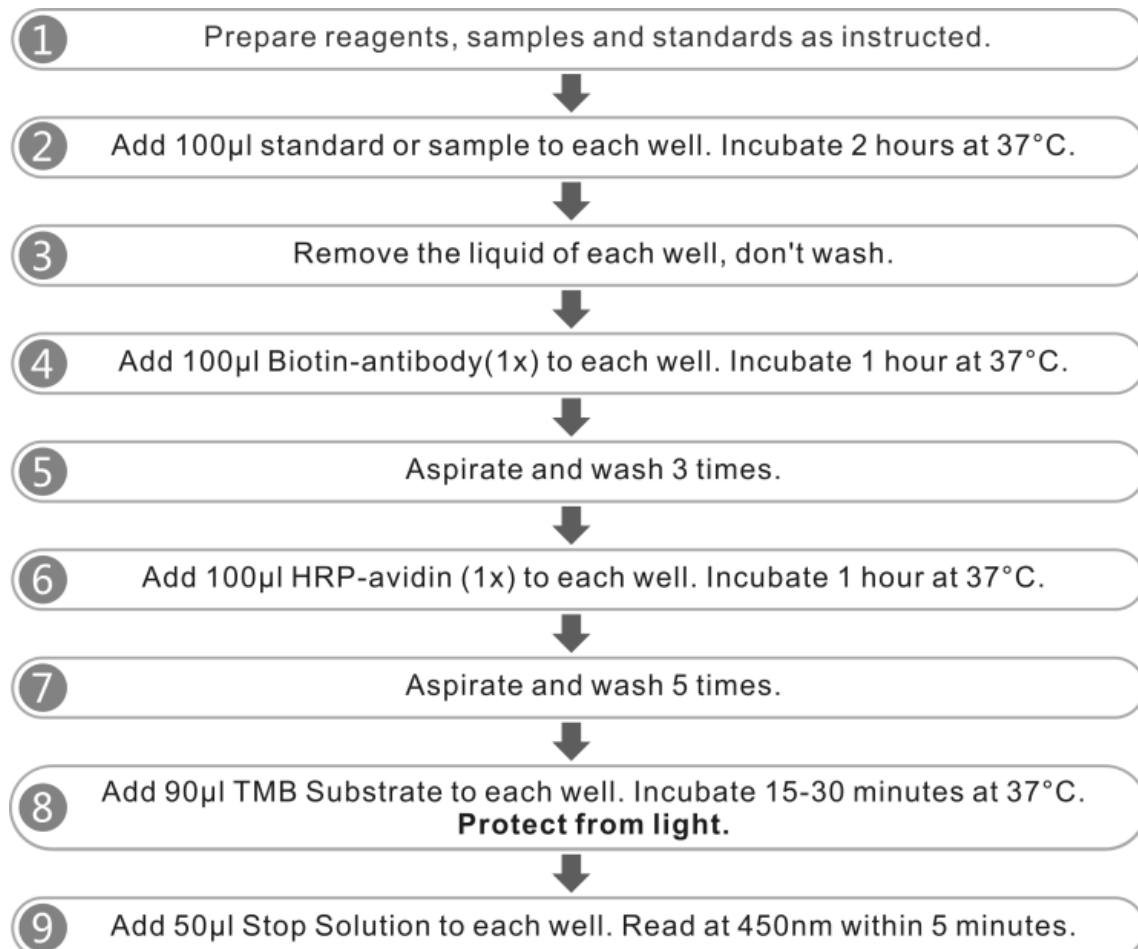 1 Prepare reagents, samples and standards as instructed.
2 Add 100µl standard or sample to each well. Incubate 2 hours at 37°C.
3 Remove the liquid of each well, don't wash.
4 Add 100µl Biotin-antibody(1x) to each well. Incubate 1 hour at 37°C.
5 Aspirate and wash 3 times.
6 Add 100µl HRP-avidin (1x) to each well. Incubate 1 hour at 37°C.
7 Aspirate and wash 5 times.
8 Add 90µl TMB Substrate to each well. Incubate 15-30 minutes at 37°C.
Protect from light.
9 Add 50µl Stop Solution to each well. Read at 450nm within 5 minutes.